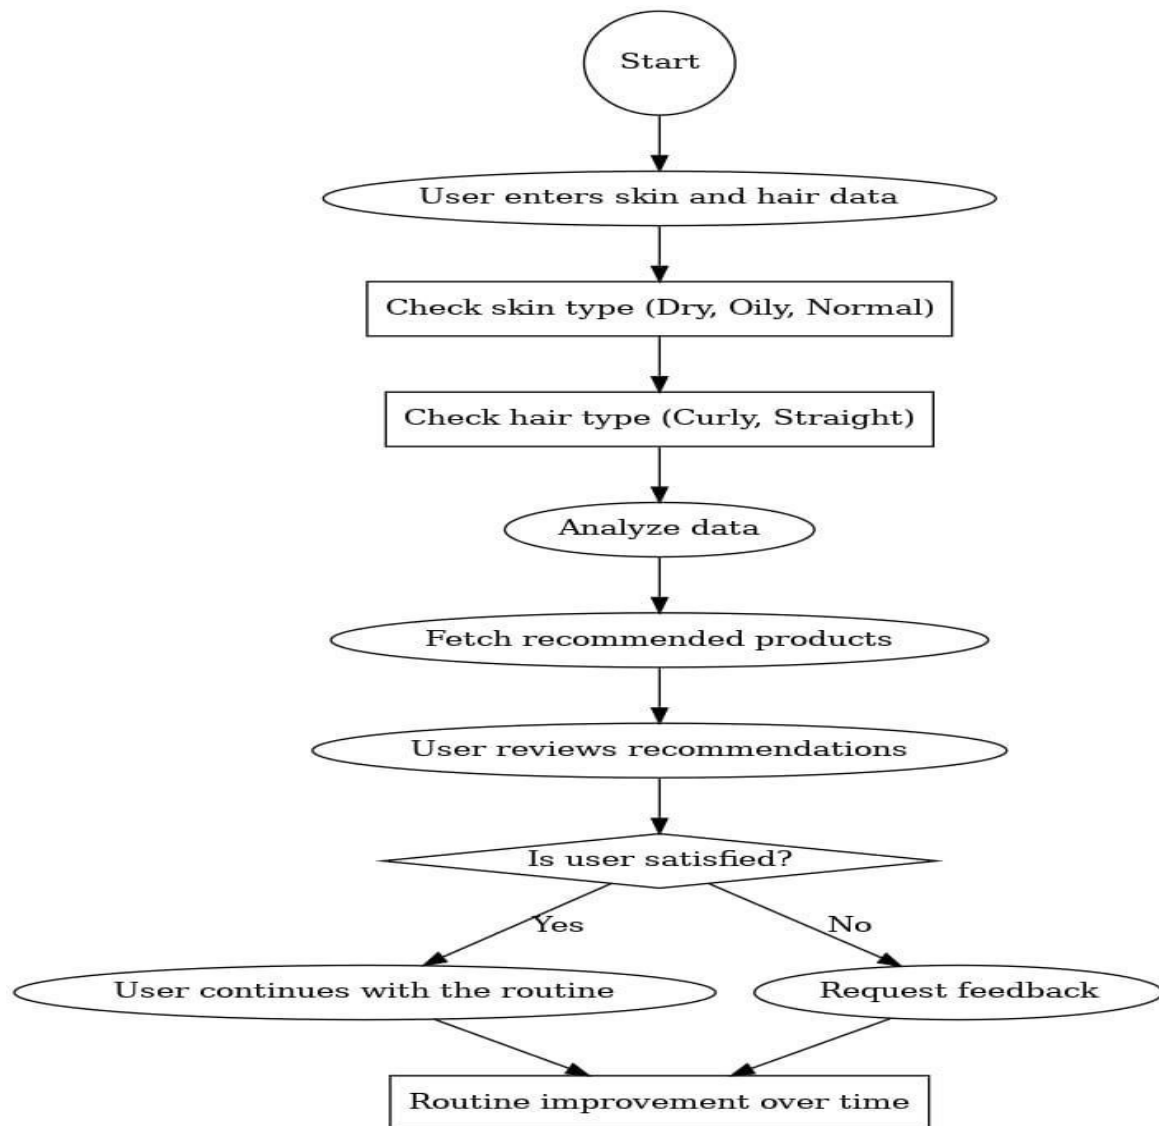 Start
User enters skin and hair data
Check skin type (Dry, Oily, Normal)
Check hair type (Curly, Straight)
Analyze data
Fetch recommended products
User reviews recommendations
Is user satisfied?
Yes
No
User continues with the routine
Request feedback
Routine improvement over time